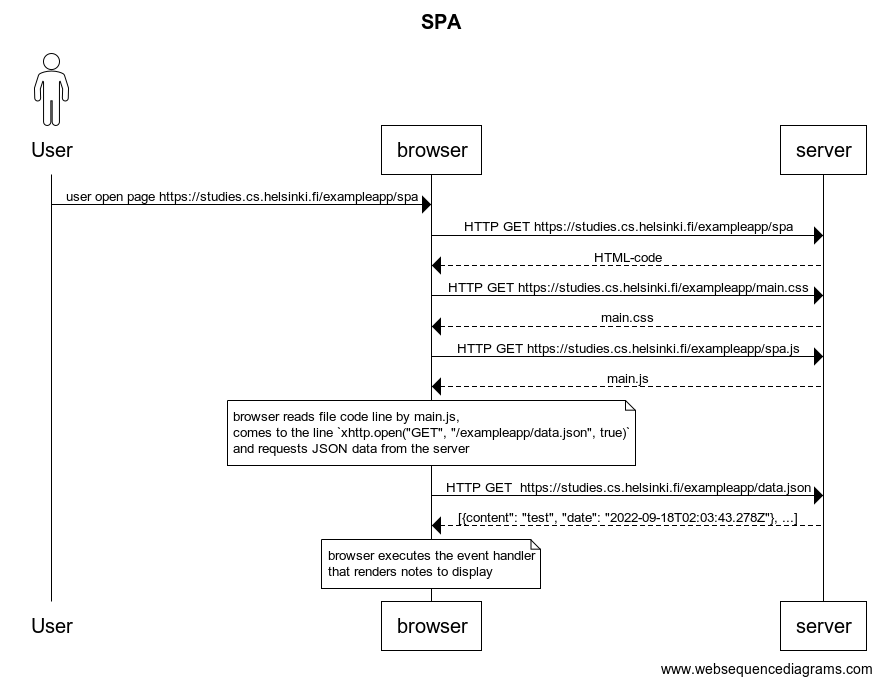 SPA
User
browser
server
user open page https://studies.cs.helsinki.fi/exampleapp/spa
HTTP GET https://studies.cs.helsinki.fi/exampleapp/spa
HTML-code
HTTP GET https://studies.cs.helsinki.fi/exampleapp/main.css
main.css
HTTP GET https://studies.cs.helsinki.fi/exampleapp/spa.js
main.js
browser reads file code line by main.js,
comes to the line `xhttp.open("GET", "/exampleapp/data.json", true)`
and requests JSON data from the server
HTTP GET  https://studies.cs.helsinki.fi/exampleapp/data.json
[{content": "test", "date": "2022-09-18T02:03:43.278Z"}, ...]
browser executes the event handler
that renders notes to display
User
browser
server
www.websequencediagrams.com